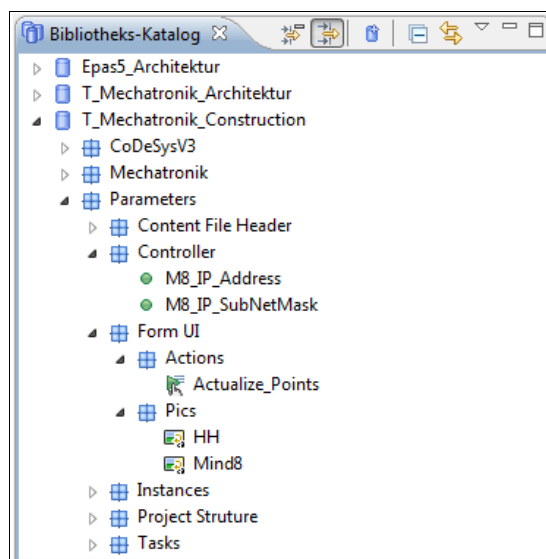 Bibliotheks-Katalog
Epas5_Architektur
T_Mechatronik_Architektur
T_Mechatronik_Construction
CoDeSysV3
Mechatronik
Parameters
Content File Header
Controller
M8_IP_Address
M8_IP_SubNetMask
Form UI
Actions
Actualize_Points
Pics
HH
Mind8
Instances
Project Struture
Tasks